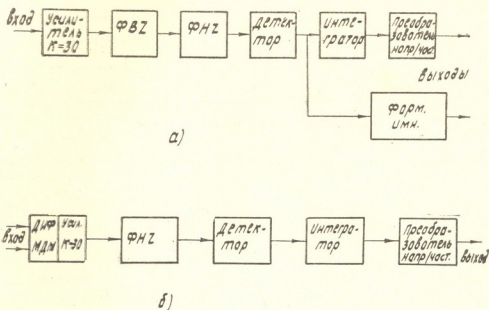 вход
Усили-
тель
К=30
ФВЧ
ФНЧ
Детек-
тор
Инте-
гратор
Преобра-
зователь
напр/част.
выходы
Форм.
имп.
а)
вход
ДИФ
МДМ
Усил.
К=30
ФНЧ
Детек-
тор
Интегра-
тор
Преобра-
зователь
напр/част.
выход
б)